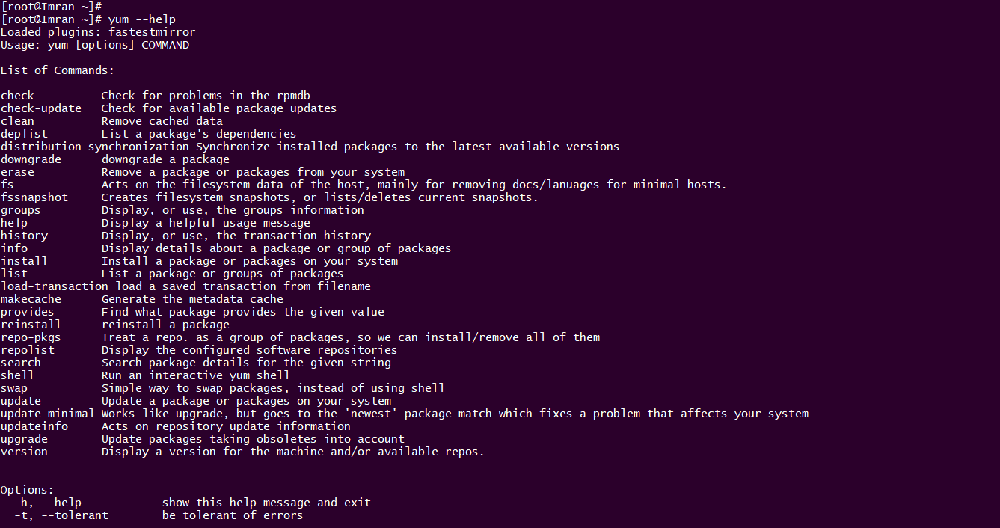 [root@Imran ~]#
[root@Imran ~]# yum --help
Loaded plugins: fastestmirror
Usage: yum [options] COMMAND
List of Commands:
check          Check for problems in the rpmdb
check-update   Check for available package updates
clean          Remove cached data
deplist        List a package's dependencies
distribution-synchronization Synchronize installed packages to the latest available versions
downgrade      downgrade a package
erase          Remove a package or packages from your system
fs             Acts on the filesystem data of the host, mainly for removing docs/lanuages for minimal hosts.
fssnapshot     Creates filesystem snapshots, or lists/deletes current snapshots.
groups         Display, or use, the groups information
help           Display a helpful usage message
history        Display, or use, the transaction history
info           Display details about a package or group of packages
install        Install a package or packages on your system
list           List a package or groups of packages
load-transaction load a saved transaction from filename
makecache      Generate the metadata cache
provides       Find what package provides the given value
reinstall      reinstall a package
repo-pkgs      Treat a repo. as a group of packages, so we can install/remove all of them
repolist       Display the configured software repositories
search         Search package details for the given string
shell          Run an interactive yum shell
swap           Simple way to swap packages, instead of using shell
update         Update a package or packages on your system
update-minimal Works like upgrade, but goes to the 'newest' package match which fixes a problem that affects your system
updateinfo     Acts on repository update information
upgrade        Update packages taking obsoletes into account
version        Display a version for the machine and/or available repos.
Options:
  -h, --help            show this help message and exit
  -t, --tolerant        be tolerant of errors